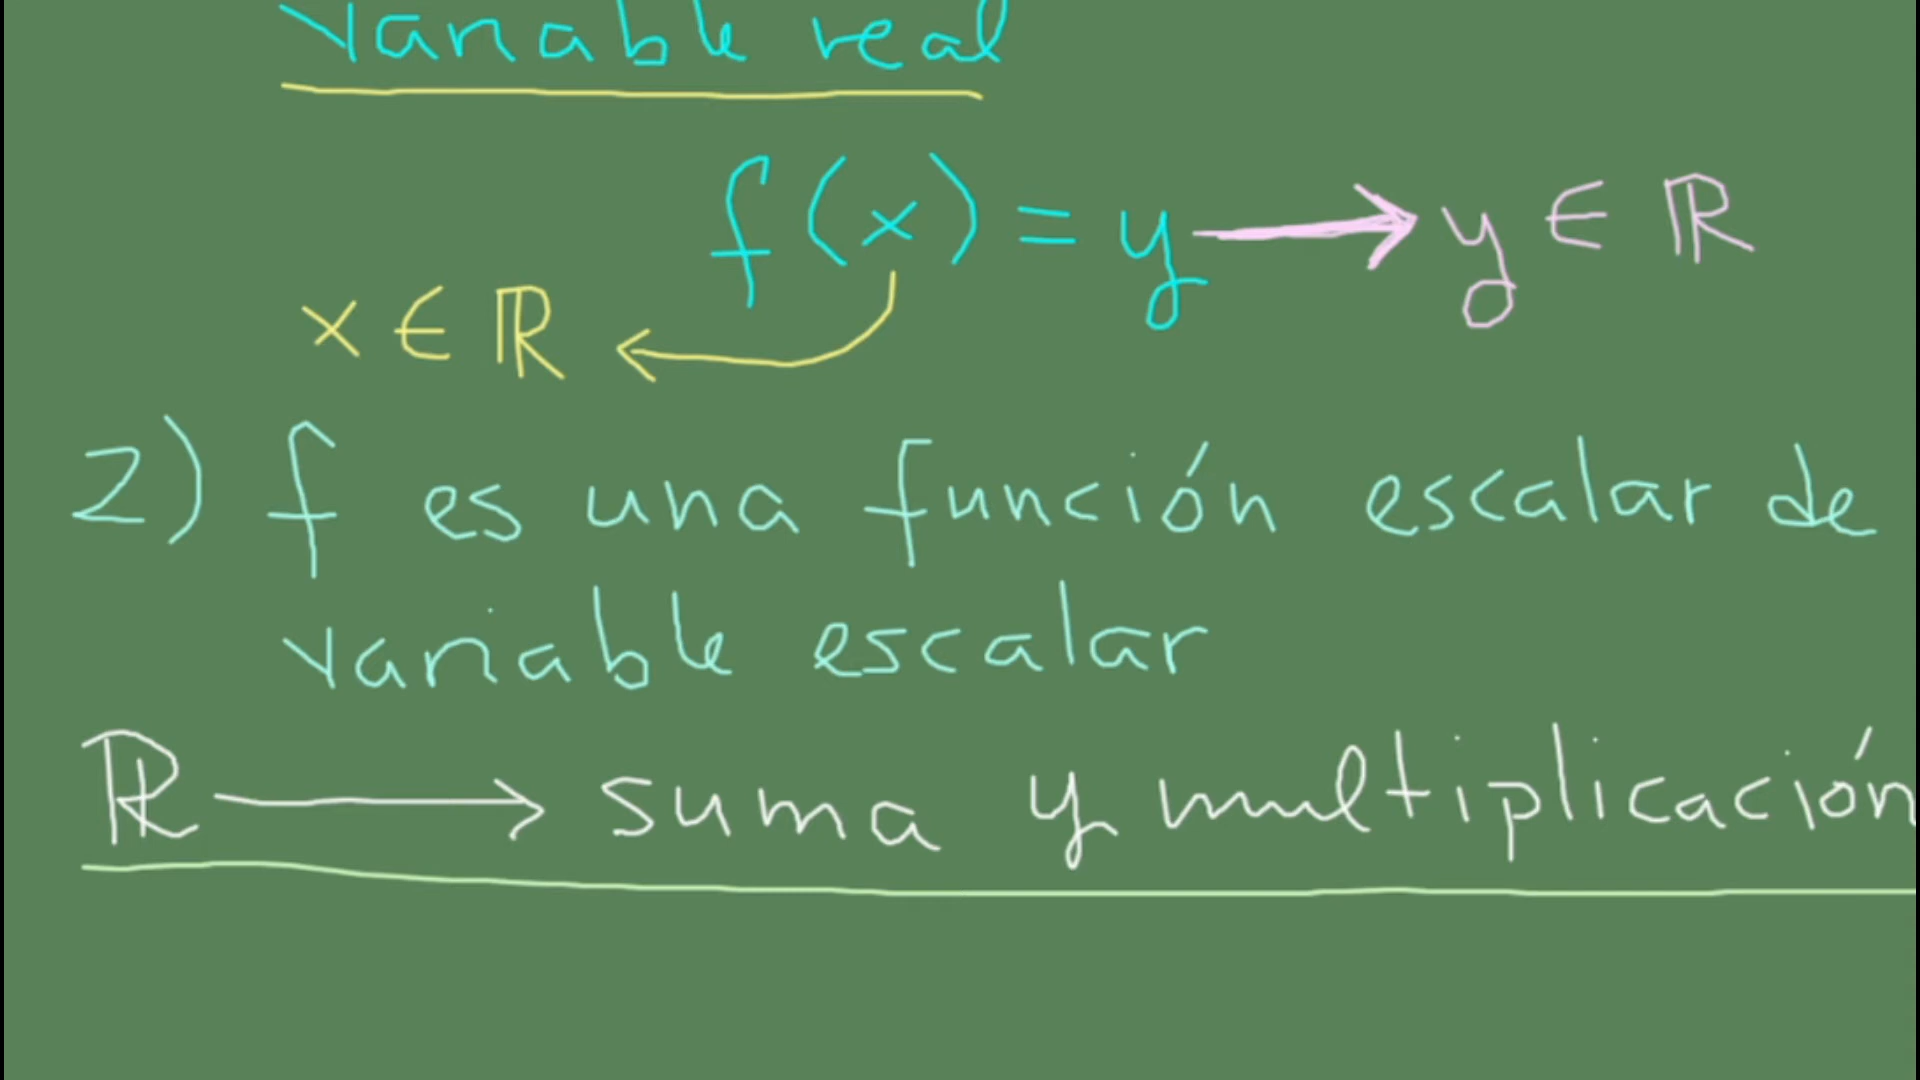 variable real
f(x) = y → y ∈ ℝ
x ∈ ℝ ←
2) f es una función escalar de
variable escalar
ℝ → suma y multiplicación